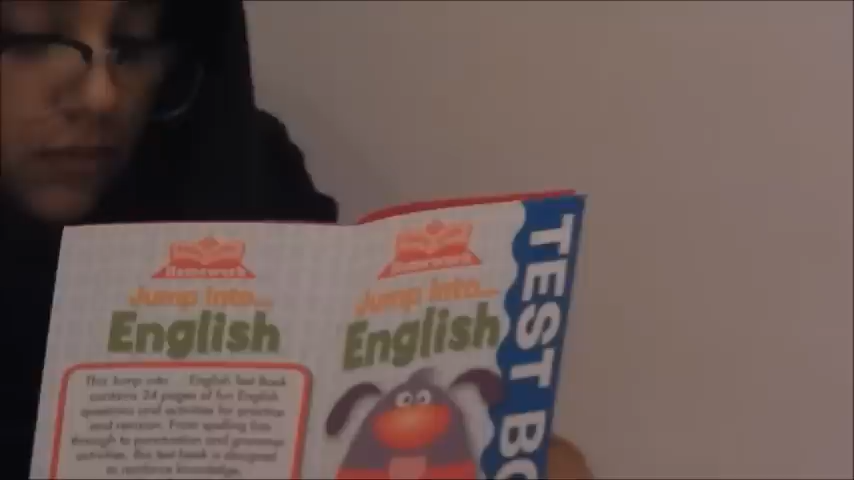 Homework
Jump into...
English
This Jump into... English Test Book
contains 24 pages of fun English
questions and activities for practice
and revision. From spelling lists
through to punctuation and grammar
activities, this test book is designed
to reinforce knowledge.
Homework
Jump into...
English
TEST BO